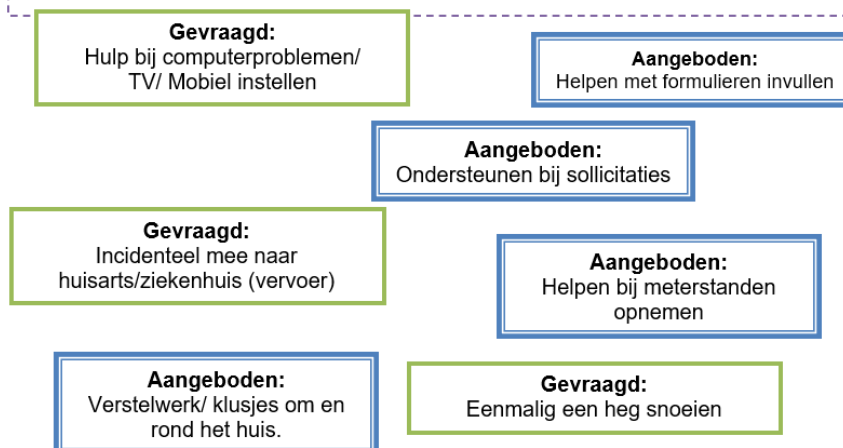 Gevraagd:
Hulp bij computerproblemen/
TV/ Mobiel instellen
Aangeboden:
Helpen met formulieren invullen
Aangeboden:
Ondersteunen bij sollicitaties
Gevraagd:
Incidenteel mee naar
huisarts/ziekenhuis (vervoer)
Aangeboden:
Helpen bij meterstanden
opnemen
Aangeboden:
Verstelwerk/ klusjes om en
rond het huis.
Gevraagd:
Eenmalig een heg snoeien